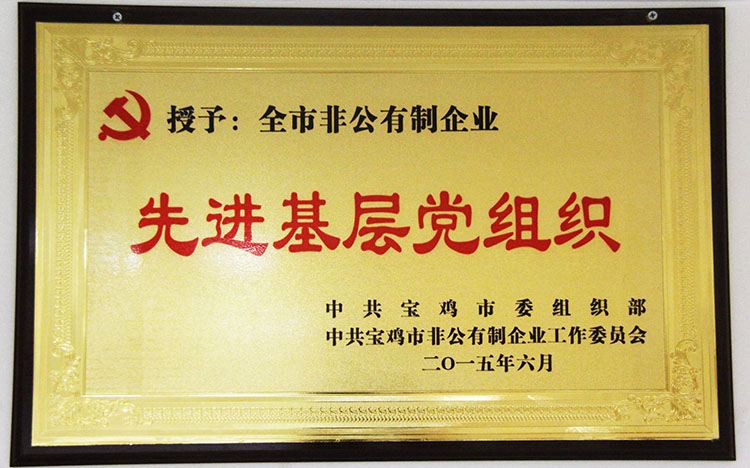 授予：全市非公有制企业
先进基层党组织
中共宝鸡市委组织部
中共宝鸡市非公有制企业工作委员会
二O一五年六月